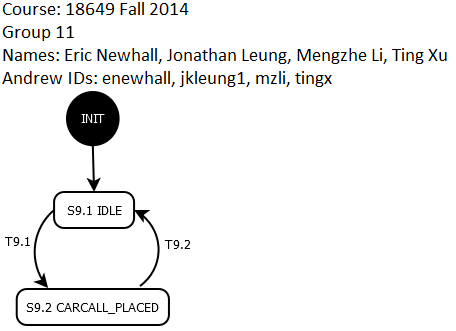 Course: 18649 Fall 2014
Group 11
Names: Eric Newhall, Jonathan Leung, Mengzhe Li, Ting Xu
Andrew IDs: enewhall, jkleung1, mzli, tingx
INIT
S9.1 IDLE
T9.1
T9.2
S9.2 CARCALL_PLACED